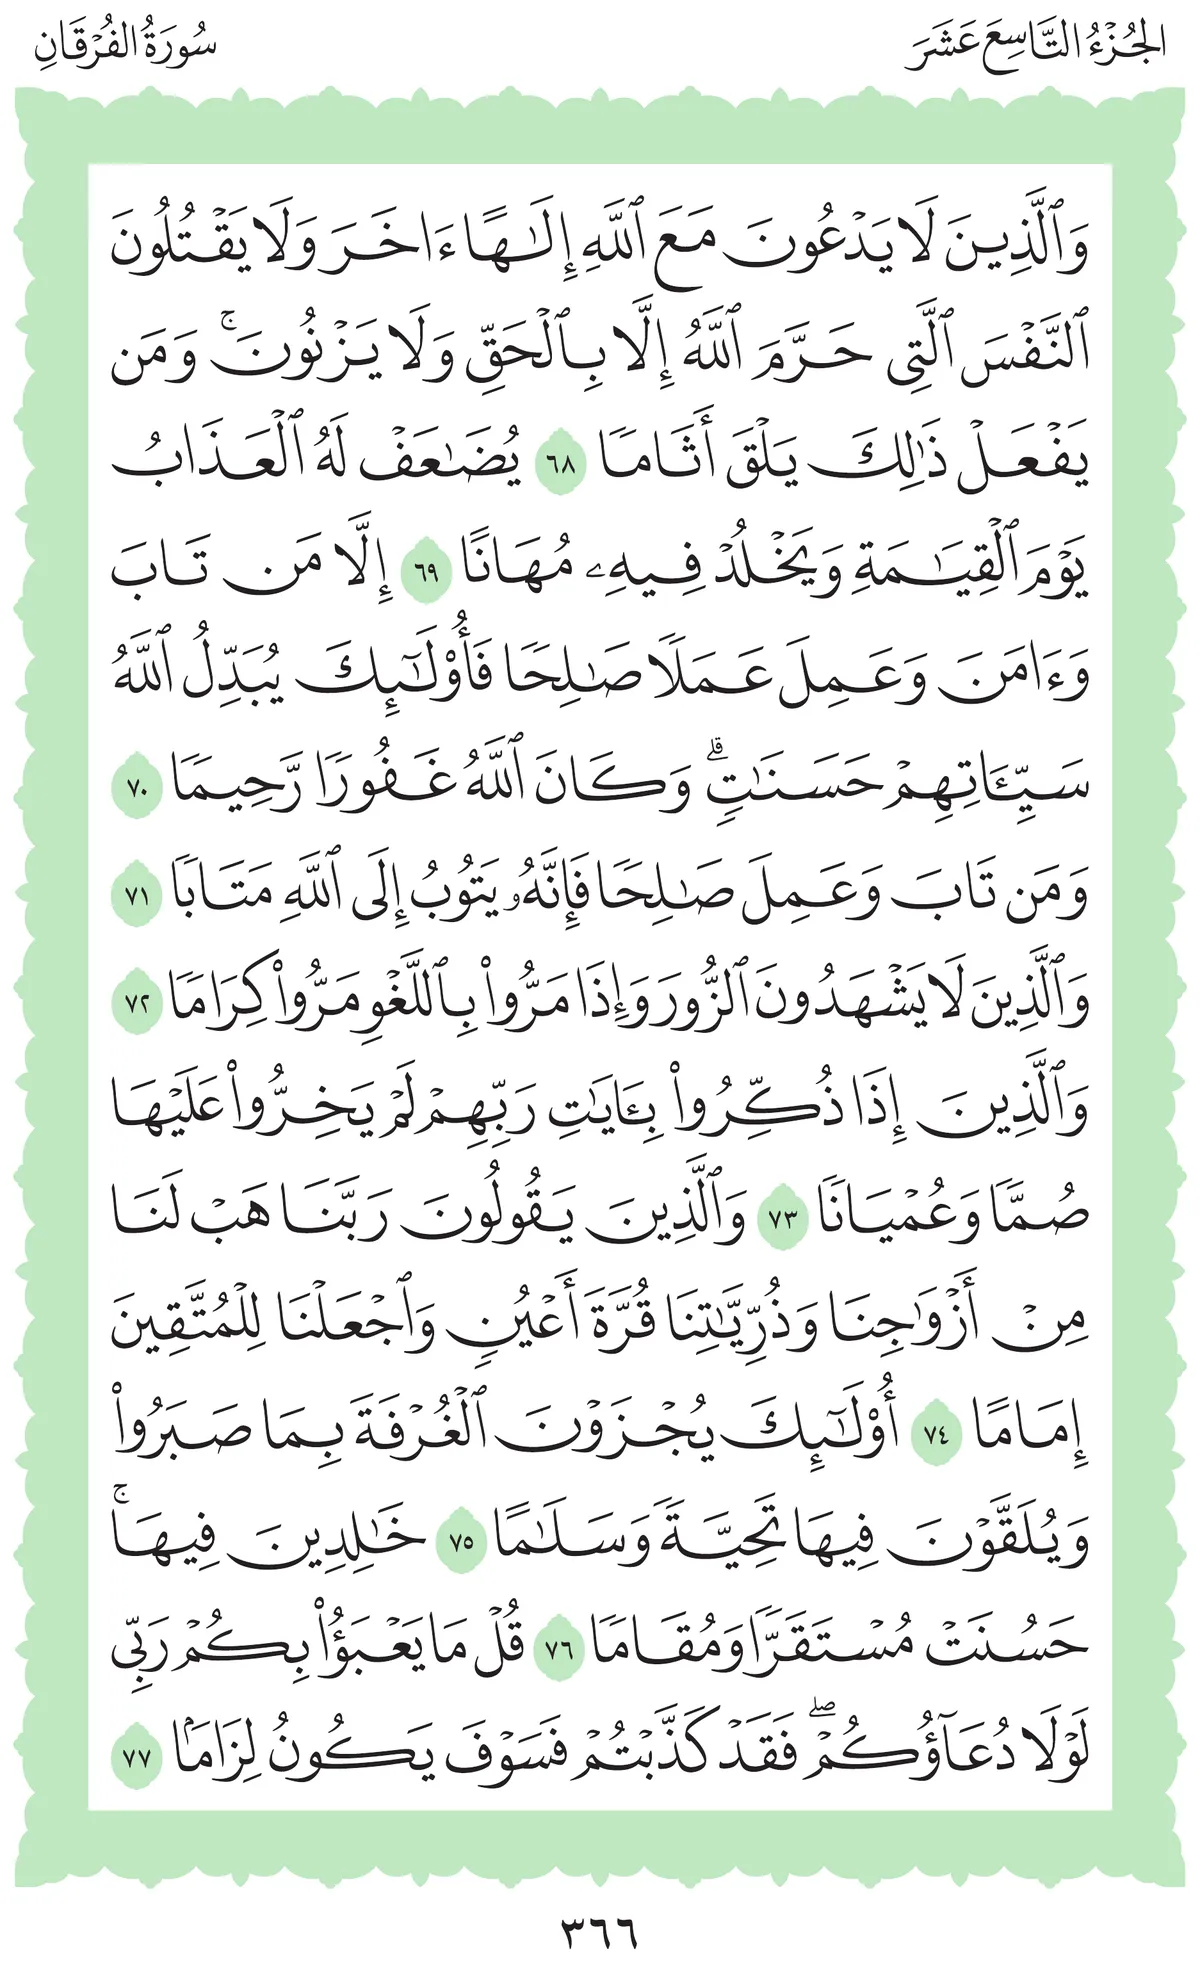 الجُزْءُ التَّاسِعَ عَشَرَ
سُورَةُ الفُرْقَانِ
وَٱلَّذِينَ لَا يَدْعُونَ مَعَ ٱللَّهِ إِلَٰهًا ءَاخَرَ وَلَا يَقْتُلُونَ
ٱلنَّفْسَ ٱلَّتِى حَرَّمَ ٱللَّهُ إِلَّا بِٱلْحَقِّ وَلَا يَزْنُونَ ۚ وَمَن
يَفْعَلْ ذَٰلِكَ يَلْقَ أَثَامًا ٦٨ يُضَٰعَفْ لَهُ ٱلْعَذَابُ
يَوْمَ ٱلْقِيَٰمَةِ وَيَخْلُدْ فِيهِۦ مُهَانًا ٦٩ إِلَّا مَن تَابَ
وَءَامَنَ وَعَمِلَ عَمَلًا صَٰلِحًا فَأُو۟لَٰٓئِكَ يُبَدِّلُ ٱللَّهُ
سَيِّـَٔاتِهِمْ حَسَنَٰتٍ ۗ وَكَانَ ٱللَّهُ غَفُورًا رَّحِيمًا ٧٠
وَمَن تَابَ وَعَمِلَ صَٰلِحًا فَإِنَّهُۥ يَتُوبُ إِلَى ٱللَّهِ مَتَابًا ٧١
وَٱلَّذِينَ لَا يَشْهَدُونَ ٱلزُّورَ وَإِذَا مَرُّوا۟ بِٱللَّغْوِ مَرُّوا۟ كِرَامًا ٧٢
وَٱلَّذِينَ إِذَا ذُكِّرُوا۟ بِـَٔايَٰتِ رَبِّهِمْ لَمْ يَخِرُّوا۟ عَلَيْهَا
صُمًّا وَعُمْيَانًا ٧٣ وَٱلَّذِينَ يَقُولُونَ رَبَّنَا هَبْ لَنَا
مِنْ أَزْوَٰجِنَا وَذُرِّيَّٰتِنَا قُرَّةَ أَعْيُنٍ وَٱجْعَلْنَا لِلْمُتَّقِينَ
إِمَامًا ٧٤ أُو۟لَٰٓئِكَ يُجْزَوْنَ ٱلْغُرْفَةَ بِمَا صَبَرُوا۟
وَيُلَقَّوْنَ فِيهَا تَحِيَّةً وَسَلَٰمًا ٧٥ خَٰلِدِينَ فِيهَا ۚ
حَسُنَتْ مُسْتَقَرًّا وَمُقَامًا ٧٦ قُلْ مَا يَعْبَؤُا۟ بِكُمْ رَبِّى
لَوْلَا دُعَآؤُكُمْ ۖ فَقَدْ كَذَّبْتُمْ فَسَوْفَ يَكُونُ لِزَامًۢا ٧٧
٣٦٦